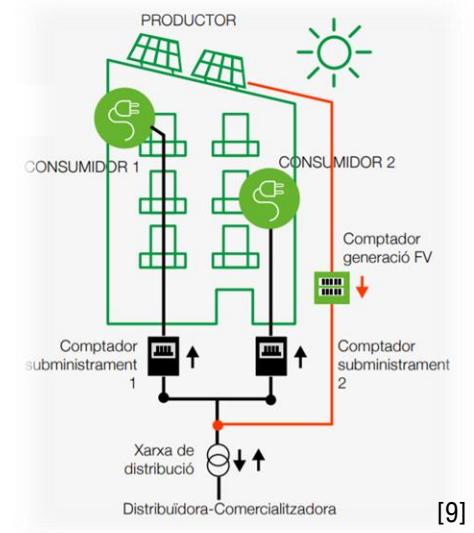 PRODUCTOR
CONSUMIDOR 1
CONSUMIDOR 2
Comptador
generació FV
Comptador
subministrament
1
Comptador
subministrament
2
Xarxa de
distribució
Distribuïdora-Comercialitzadora
[9]